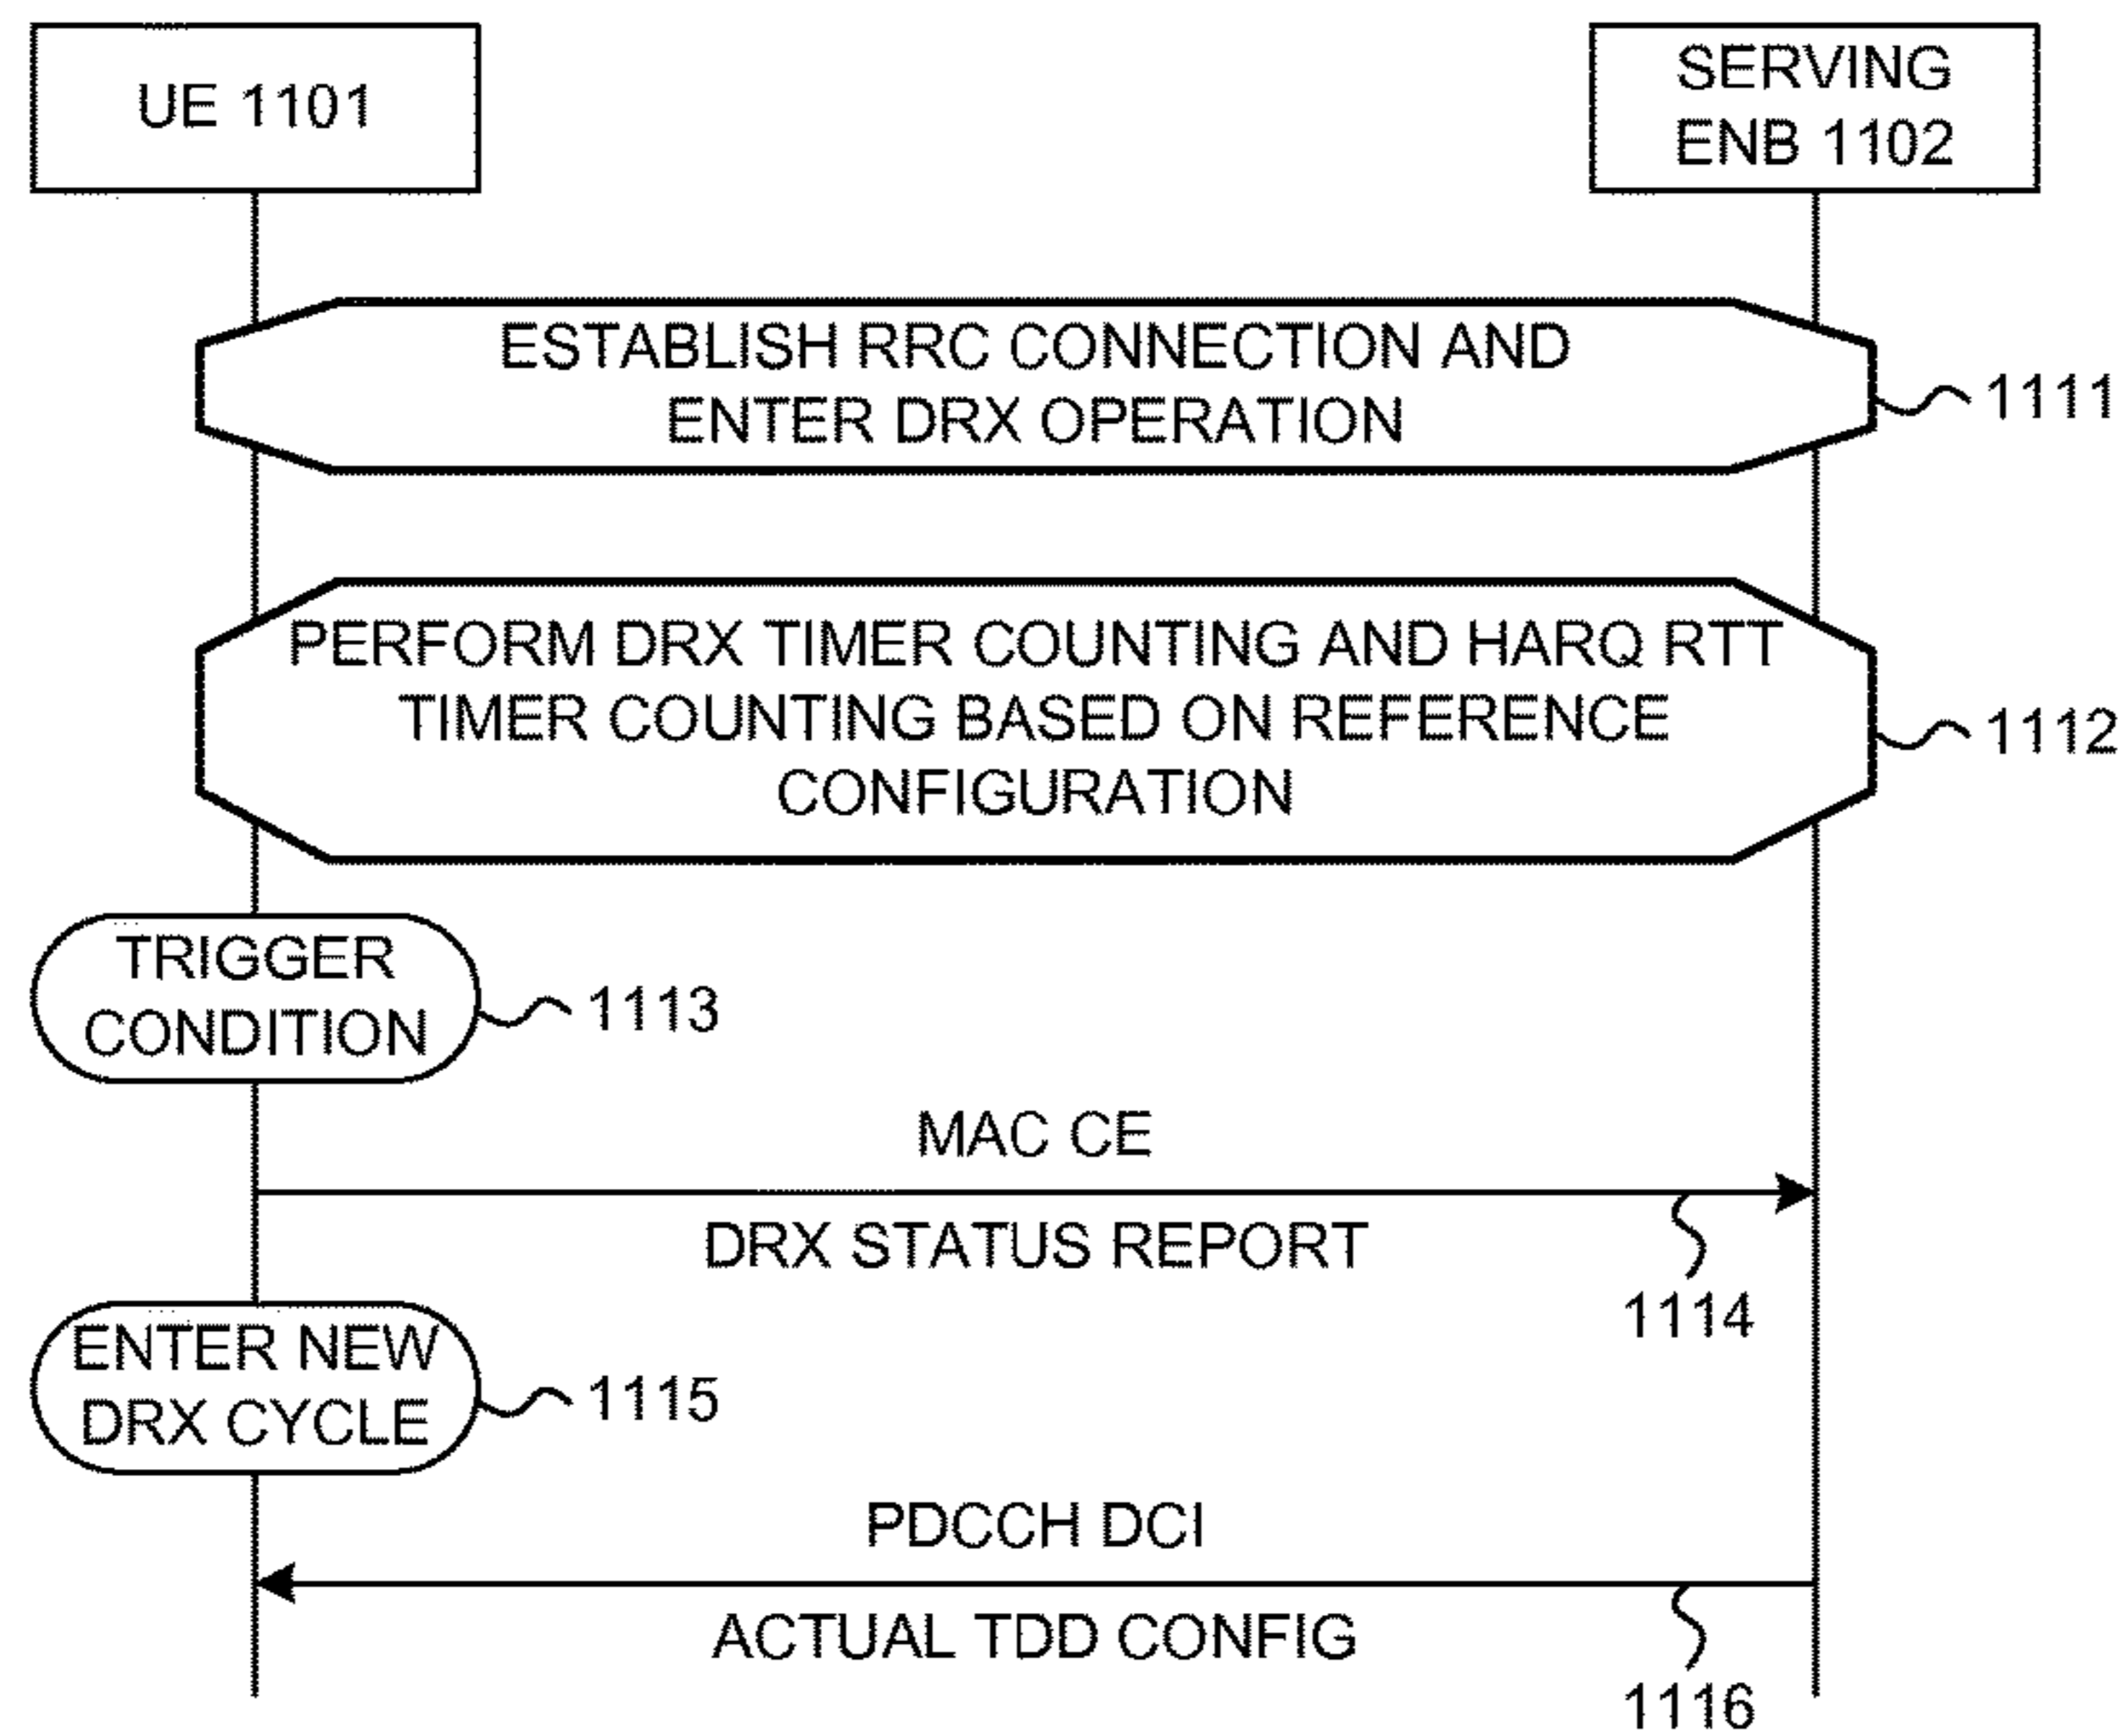 UE 1101
SERVING
ENB 1102
ESTABLISH RRC CONNECTION AND
ENTER DRX OPERATION
1111
PERFORM DRX TIMER COUNTING AND HARQ RTT
TIMER COUNTING BASED ON REFERENCE
CONFIGURATION
1112
TRIGGER
CONDITION
1113
MAC CE
DRX STATUS REPORT
1114
ENTER NEW
DRX CYCLE
1115
PDCCH DCI
ACTUAL TDD CONFIG
1116